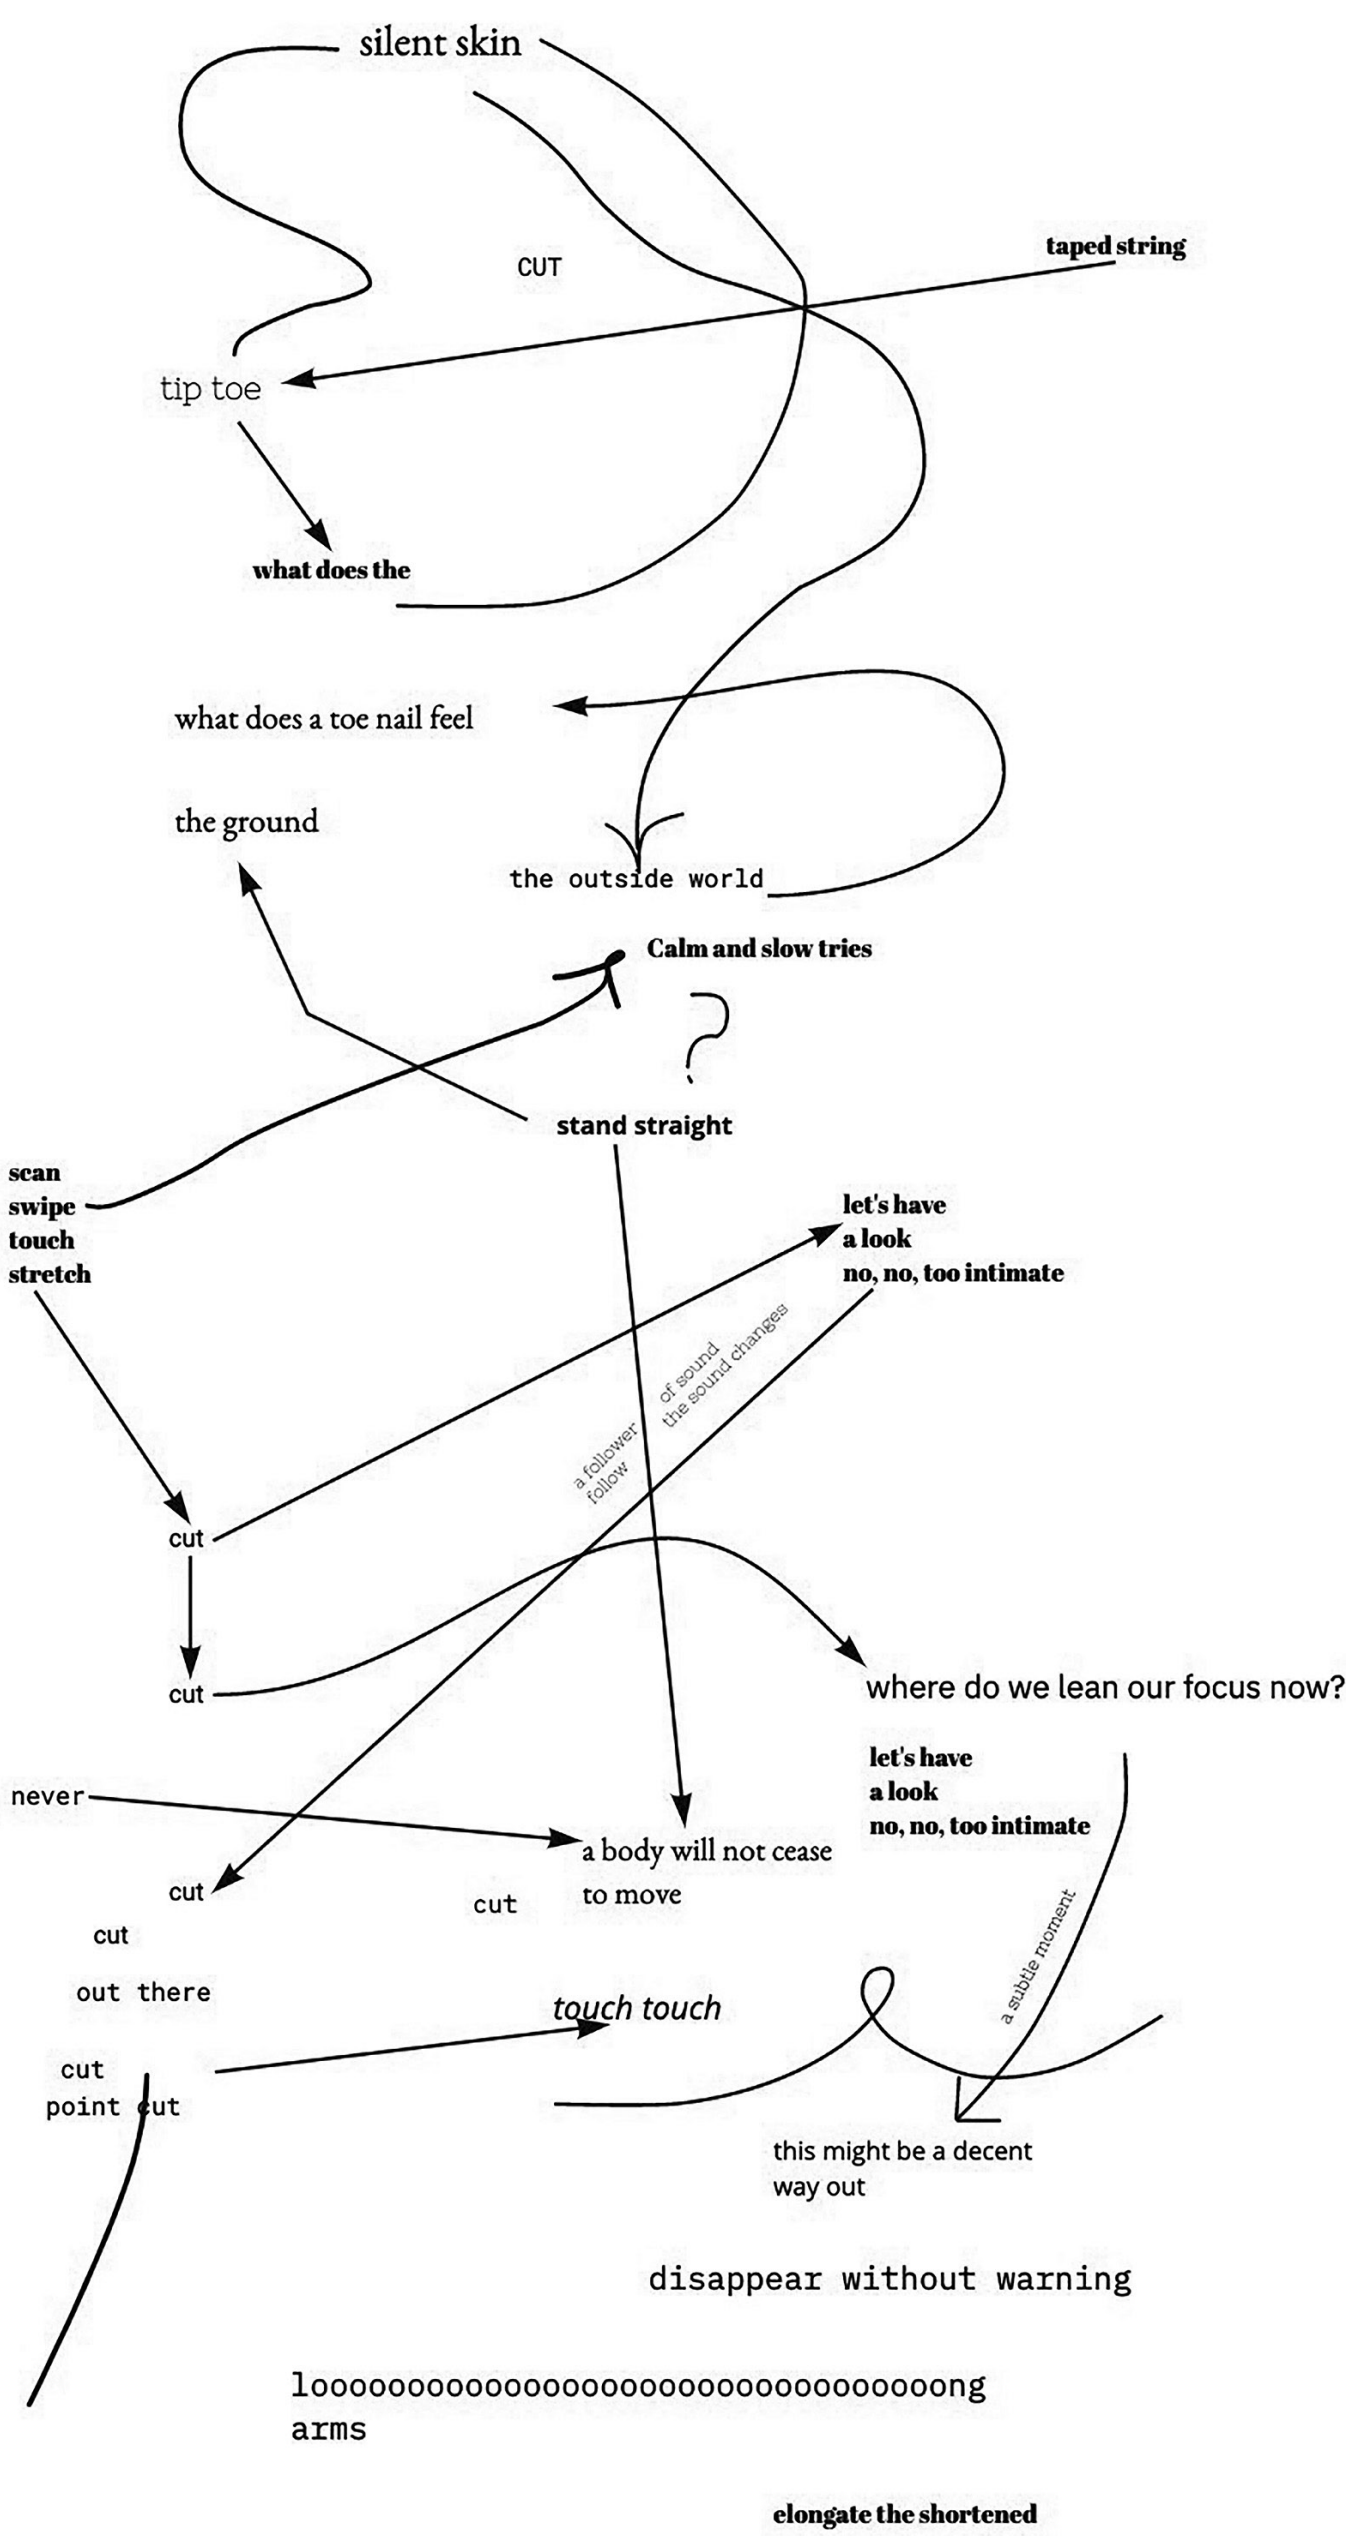 silent skin
taped string
CUT
tip toe
what does the
what does a toe nail feel
the ground
the outside world
Calm and slow tries
?
stand straight
scan
swipe
touch
stretch
let's have
a look
no, no, too intimate
of sound
the sound changes
a follower
follow
cut
cut
where do we lean our focus now?
let's have
a look
no, no, too intimate
never
a body will not cease
to move
cut
cut
cut
a subtle moment
out there
touch touch
cut
point cut
this might be a decent
way out
disappear without warning
looooooooooooooooooooooooooooooooong
arms
elongate the shortened